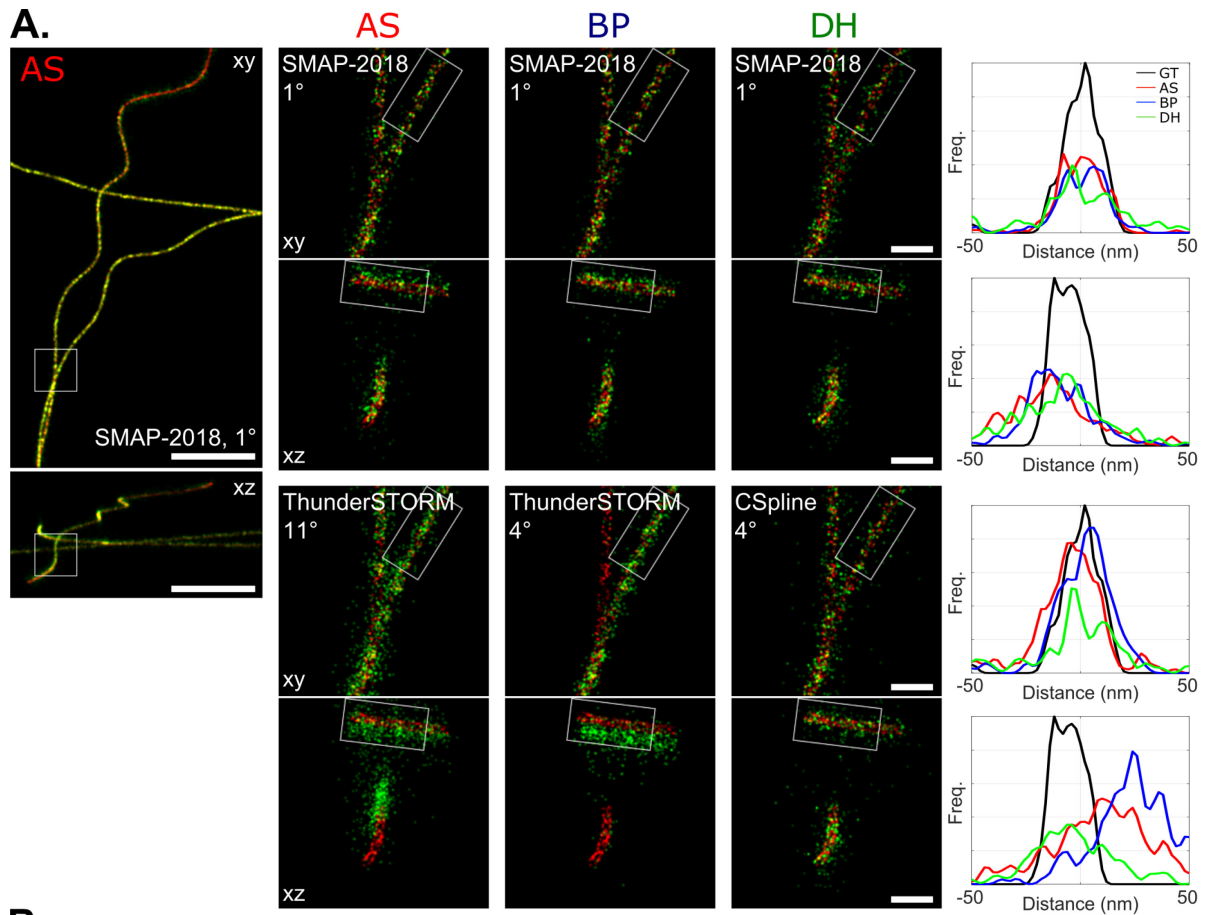 A.
AS
BP
DH
AS
xy
SMAP-2018, 1°
xz
SMAP-2018
1°
xy
SMAP-2018
1°
SMAP-2018
1°
xz
GT
AS
BP
DH
Freq.
-50
50
Distance (nm)
Freq.
-50
50
Distance (nm)
ThunderSTORM
11°
xy
ThunderSTORM
4°
CSpline
4°
xz
Freq.
-50
50
Distance (nm)
Freq.
-50
50
Distance (nm)